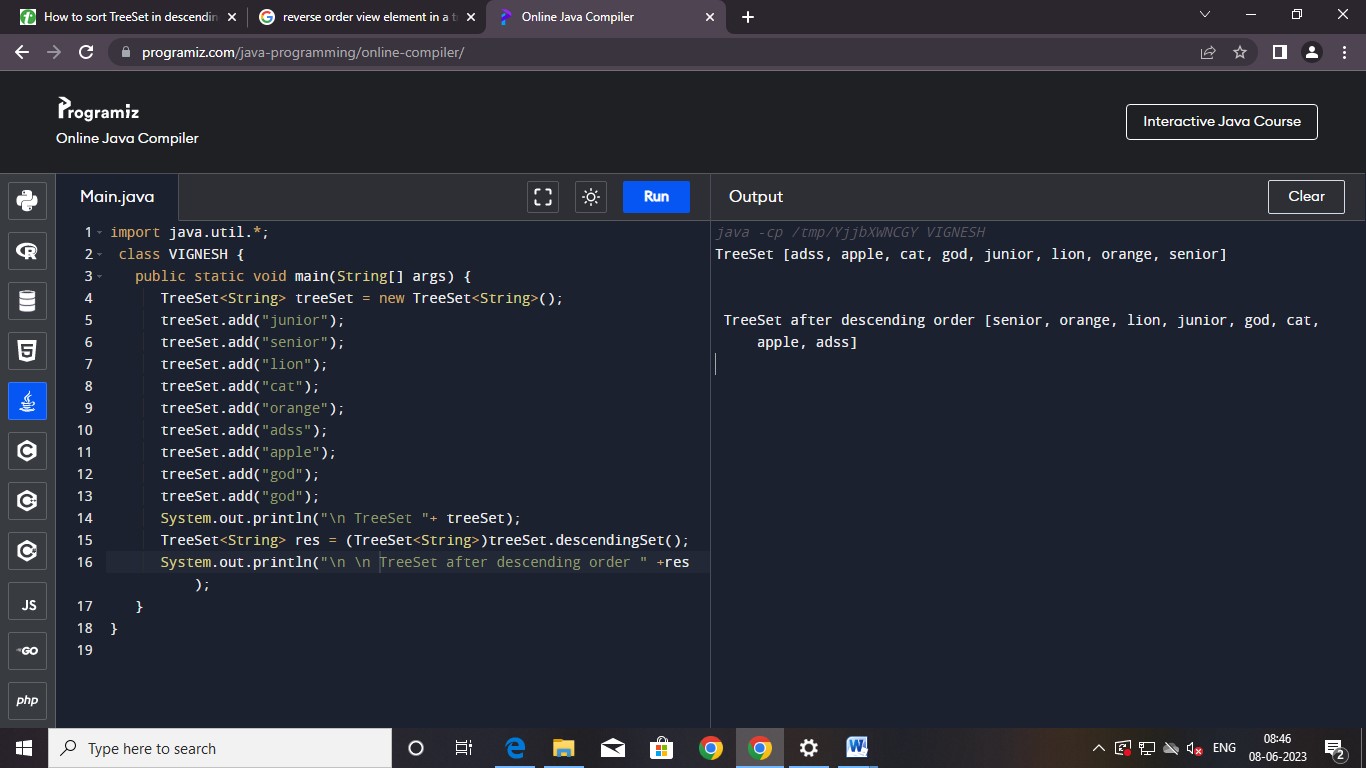 How to sort TreeSet in descendin
reverse order view element in a t
Online Java Compiler
programiz.com/java-programming/online-compiler/
Programiz
Online Java Compiler
Interactive Java Course
Main.java
Run
Output
Clear
1 import java.util.*;
2 class VIGNESH {
3 public static void main(String[] args) {
4 TreeSet<String> treeSet = new TreeSet<String>();
5 treeSet.add("junior");
6 treeSet.add("senior");
7 treeSet.add("lion");
8 treeSet.add("cat");
9 treeSet.add("orange");
10 treeSet.add("adss");
11 treeSet.add("apple");
12 treeSet.add("god");
13 treeSet.add("god");
14 System.out.println("\n TreeSet "+ treeSet);
15 TreeSet<String> res = (TreeSet<String>)treeSet.descendingSet();
16 System.out.println("\n \n TreeSet after descending order " +res
);
17 }
18 }
19
java -cp /tmp/YjjbXWNCGY VIGNESH
TreeSet [adss, apple, cat, god, junior, lion, orange, senior]
TreeSet after descending order [senior, orange, lion, junior, god, cat,
apple, adss]
R
5
C
C
C
JS
GO
php
Type here to search
ENG
08:46
08-06-2023
2